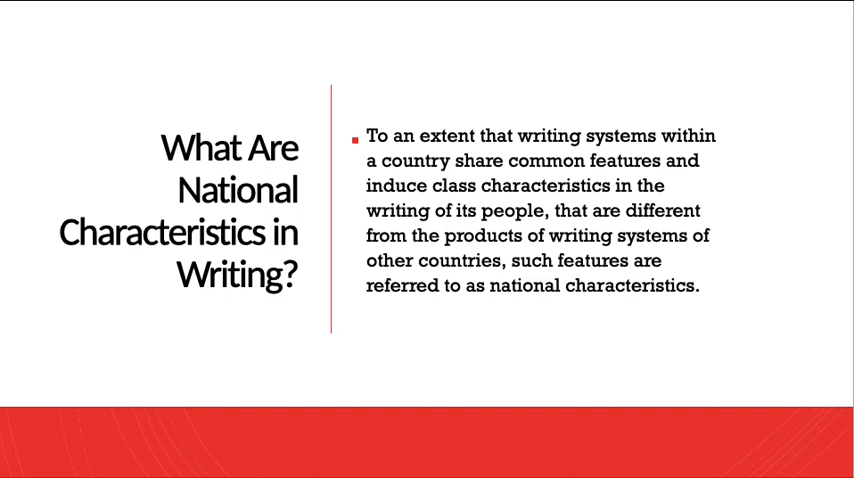 What Are
National
Characteristics in
Writing?
To an extent that writing systems within
a country share common features and
induce class characteristics in the
writing of its people, that are different
from the products of writing systems of
other countries, such features are
referred to as national characteristics.